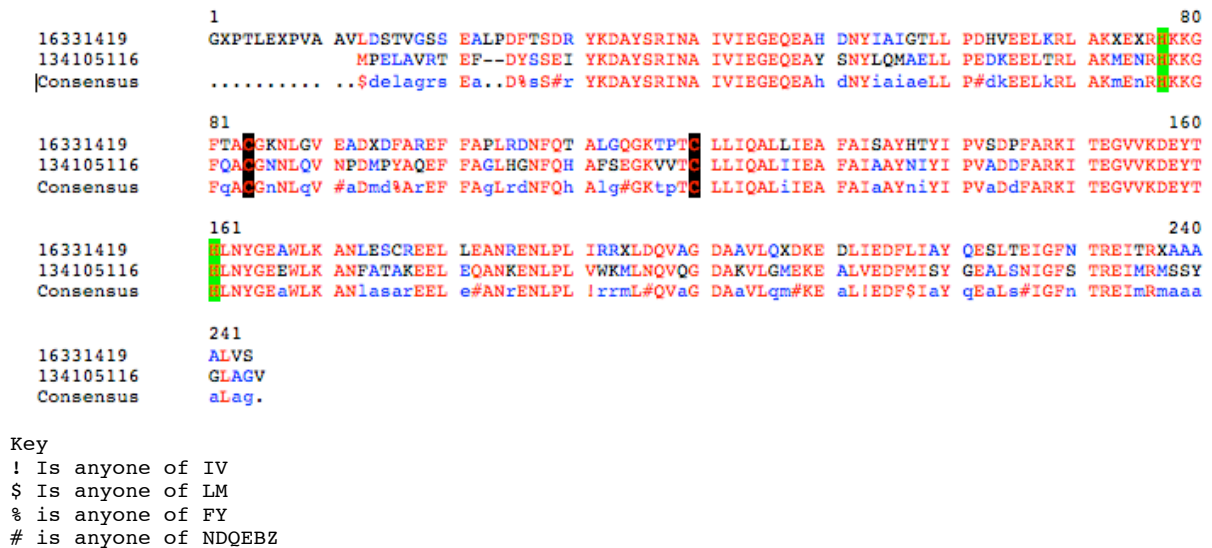 1 80
16331419 GXPTLEXPVA AVLDSTVGSS EALPDFTSDR YKDAYSRINA IVIEGEQEAH DNYIAIGTLL PDHVEELKRL AKXEXRHKKG
134105116 MPELAVRT EF--DYSSEI YKDAYSRINA IVIEGEQEAY SNYLQMAELL PEDKEELTRL AKMENRHKKG
Consensus .......... ..$delagrs Ea..D%sS#r YKDAYSRINA IVIEGEQEAh dNYiaiaeLL P#dkEELkRL AKmEnRHKKG
81 160
16331419 FTACGKNLGV EADXDFAREF FAPLRDNFQT ALGQGKTPTC LLIQALLIEA FAISAYHTYI PVSDPFARKI TEGVVKDEYT
134105116 FQACGNNLQV NPDMPYAQEF FAGLHGNFQH AFSEGKVVTC LLIQALIIEA FAIAAYNIYI PVADDFARKI TEGVVKDEYT
Consensus FqACGnNLqV #aDmd%ArEF FAgLrdNFQh Alg#GKtpTC LLIQALiIEA FAIaAYniYI PVaDdFARKI TEGVVKDEYT
161 240
16331419 HLNYGEAWLK ANLESCREEL LEANRENLPL IRRXLDQVAG DAAVLQXDKE DLIEDFLIAY QESLTEIGFN TREITRXAAA
134105116 HLNYGEEWLK ANFATAKEEL EQANKENLPL VWKMLNQVQG DAKVLGMEKE ALVEDFMISY GEALSNIGFS TREIMRMSSY
Consensus HLNYGEaWLK ANlasarEEL e#ANrENLPL !rrmL#QVaG DAaVLqm#KE aL!EDF$IaY qEaLs#IGFn TREImRmaaa
241
16331419 ALVS
134105116 GLAGV
Consensus aLag.
Key
! Is anyone of IV
$ Is anyone of LM
% is anyone of FY
# is anyone of NDQEBZ